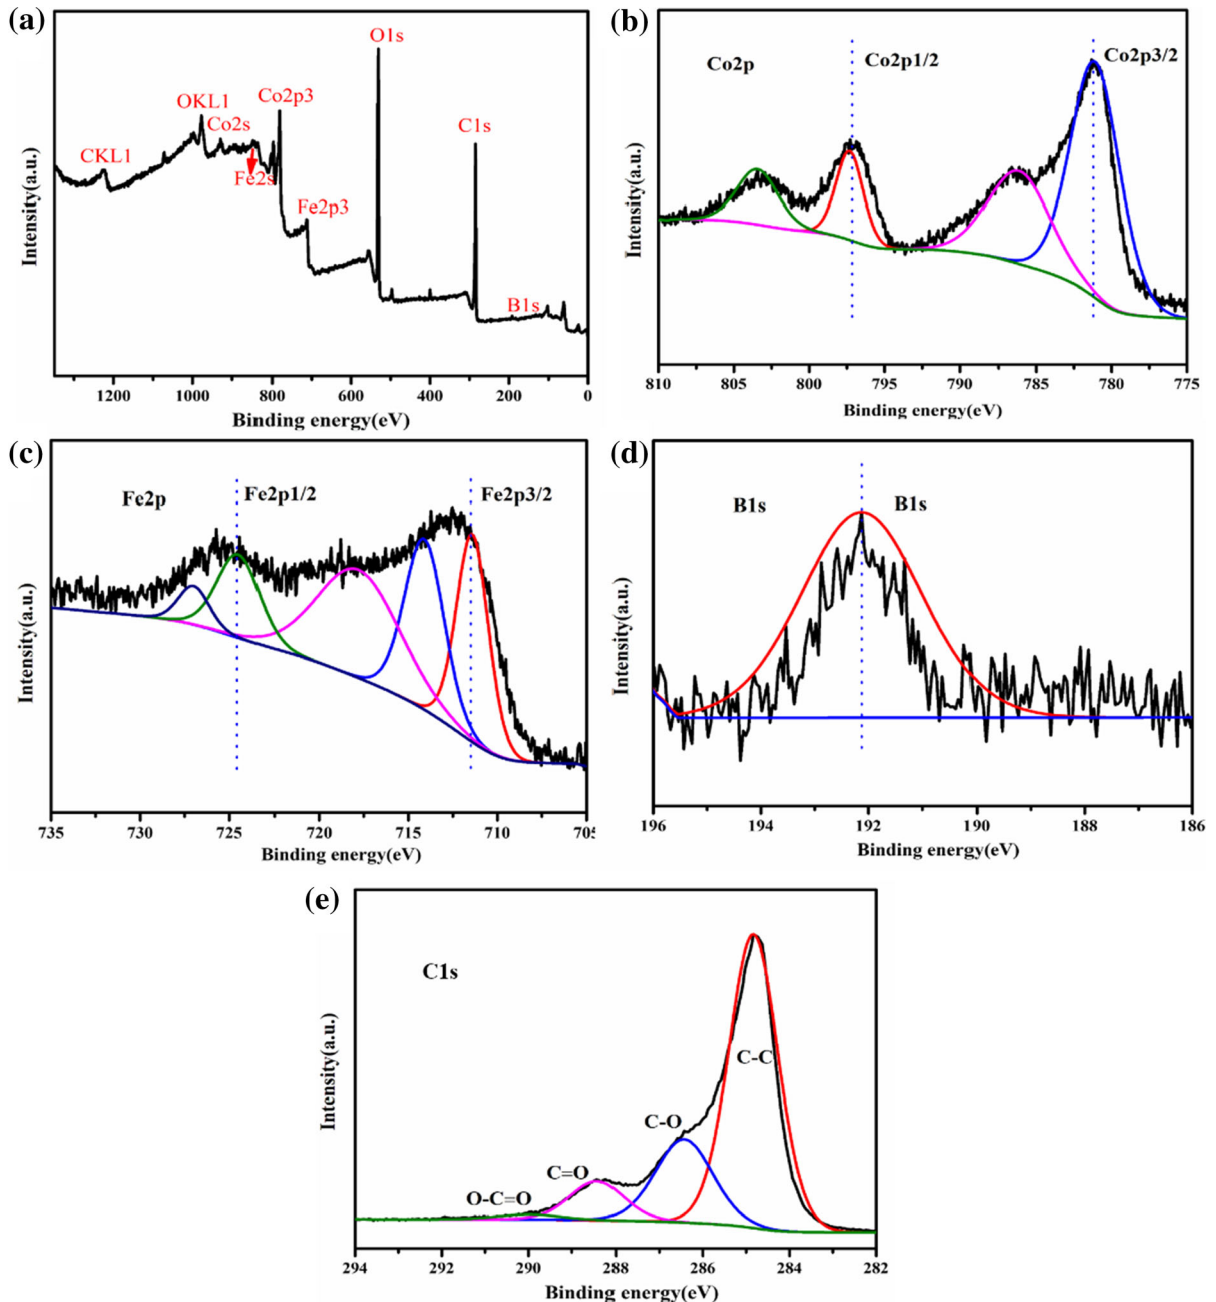 (a)
O1s
OKL1
Co2p3
Co2s
C1s
CKL1
Fe2s
Fe2p3
B1s
Intensity(a.u.)
1200 1000 800 600 400 200 0
Binding energy(eV)
(b)
Co2p
Co2p1/2
Co2p3/2
Intensity(a.u.)
810 805 800 795 790 785 780 775
Binding energy(eV)
(c)
Fe2p
Fe2p1/2
Fe2p3/2
Intensity(a.u.)
735 730 725 720 715 710 705
Binding energy(eV)
(d)
B1s
B1s
Intensity(a.u.)
196 194 192 190 188 186
Binding energy(eV)
(e)
C1s
C-C
C-O
C=O
O-C=O
Intensity(a.u.)
294 292 290 288 286 284 282
Binding energy(eV)